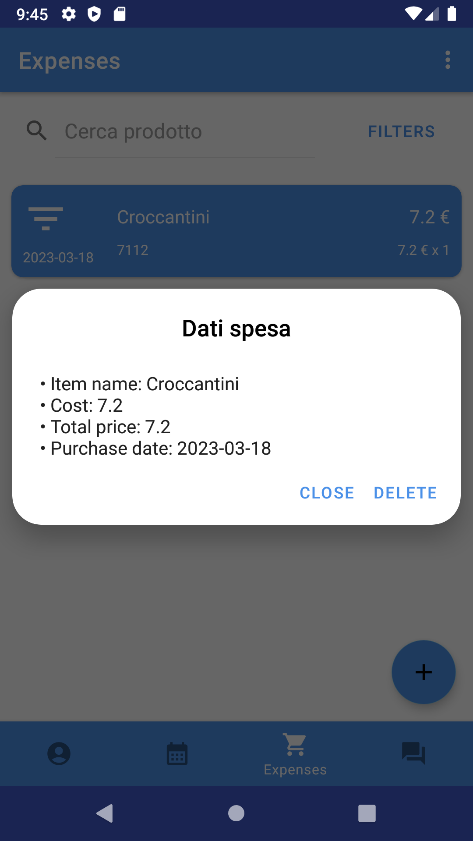 9:45
Expenses
Cerca prodotto
FILTERS
Croccantini
7.2 €
2023-03-18
7112
7.2 € x 1
Dati spesa
• Item name: Croccantini
• Cost: 7.2
• Total price: 7.2
• Purchase date: 2023-03-18
CLOSE
DELETE
Expenses